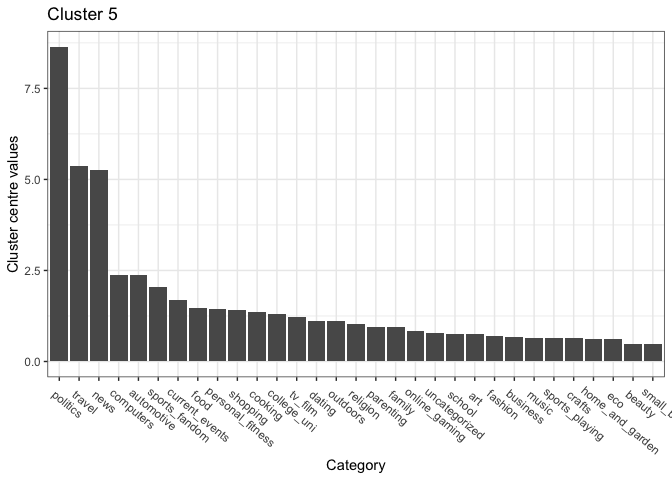 Cluster 5
Cluster centre values
7.5
5.0
2.5
0.0
politics
travel
news
computers
automotive
sports_fandom
current_events
food
personal_fitness
shopping
cooking
college_uni
tv_film
dating
outdoors
religion
parenting
family
online_gaming
uncategorized
school
art
fashion
business
music
sports_playing
crafts
home_and_garden
eco
beauty
small_b
Category